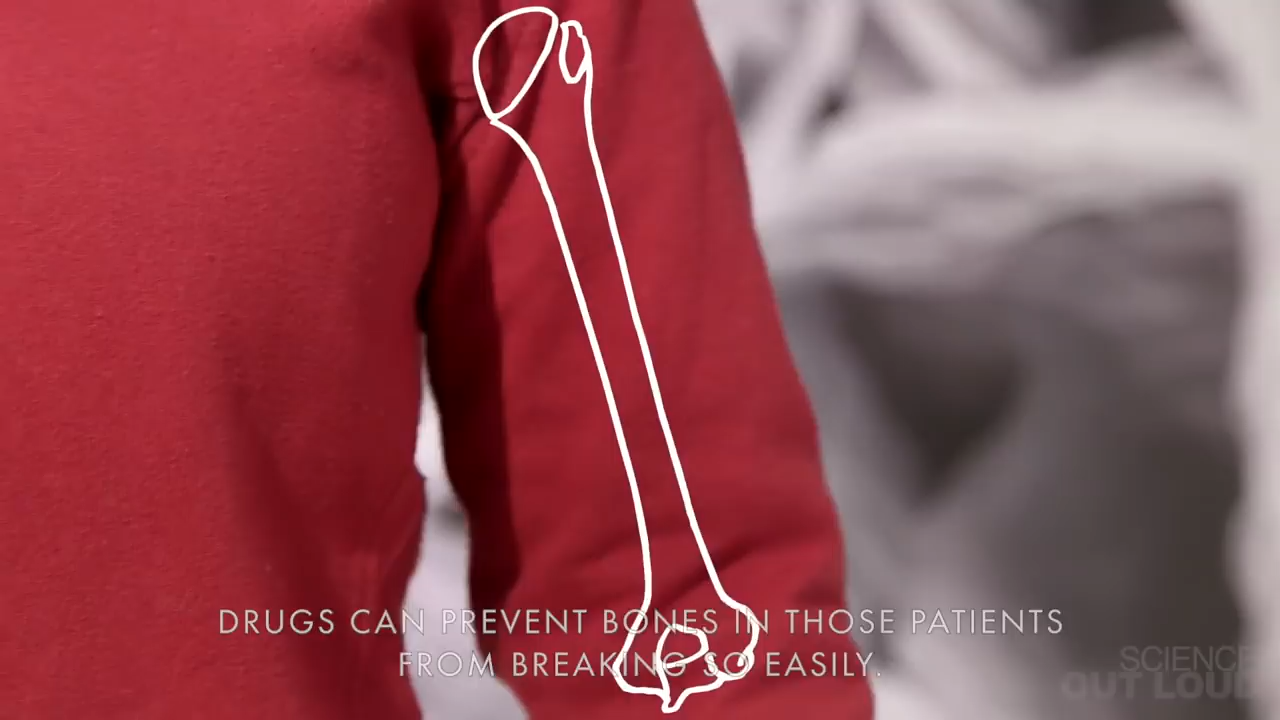 DRUGS CAN PREVENT BONES IN THOSE PATIENTS
FROM BREAKING SO EASILY.
SCIENCE
OUT LOUD